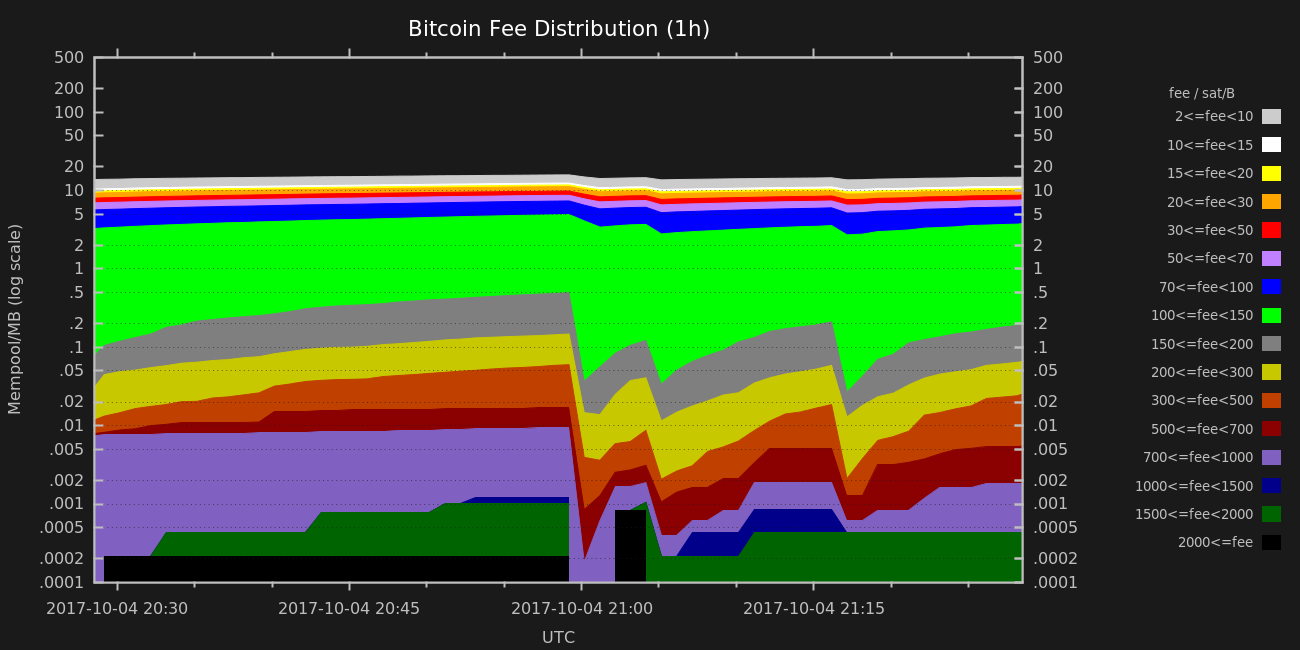 Bitcoin Fee Distribution (1h)
500
200
100
50
20
10
5
2
1
.5
.2
.1
.05
.02
.01
.005
.002
.001
.0005
.0002
.0001
Mempool/MB (log scale)
500
200
100
50
20
10
5
2
1
.5
.2
.1
.05
.02
.01
.005
.002
.001
.0005
.0002
.0001
2017-10-04 20:30
2017-10-04 20:45
2017-10-04 21:00
2017-10-04 21:15
UTC
fee / sat/B
2<=fee<10
10<=fee<15
15<=fee<20
20<=fee<30
30<=fee<50
50<=fee<70
70<=fee<100
100<=fee<150
150<=fee<200
200<=fee<300
300<=fee<500
500<=fee<700
700<=fee<1000
1000<=fee<1500
1500<=fee<2000
2000<=fee